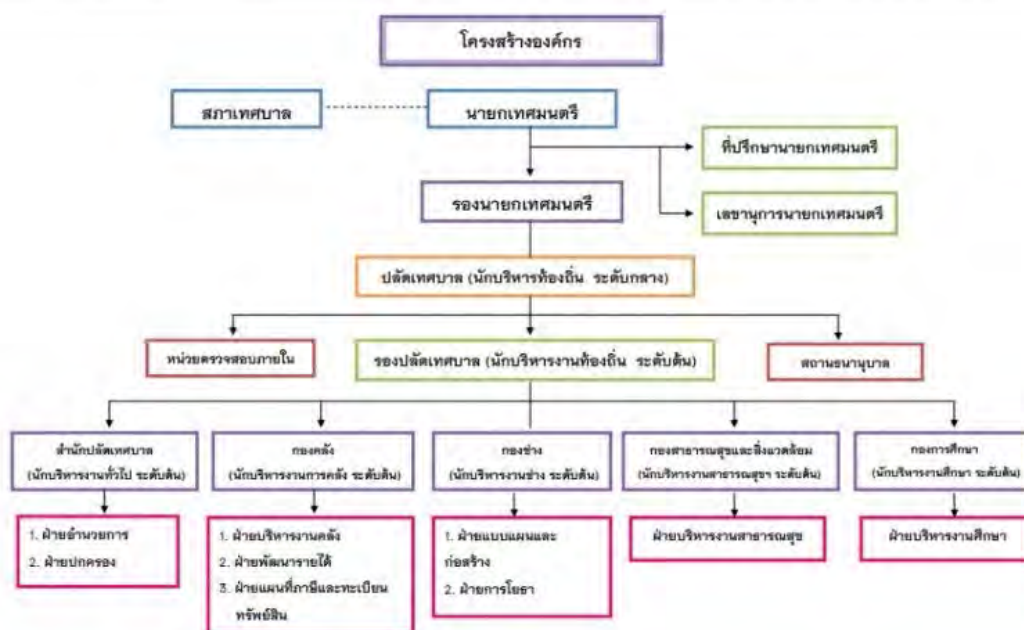 โครงสร้างองค์กร
สภาเทศบาล
นายกเทศมนตรี
ที่ปรึกษานายกเทศมนตรี
รองนายกเทศมนตรี
เลขานุการนายกเทศมนตรี
ปลัดเทศบาล (นักบริหารท้องถิ่น ระดับกลาง)
หน่วยตรวจสอบภายใน
รองปลัดเทศบาล (นักบริหารงานท้องถิ่น ระดับต้น)
สถานธนานุบาล
สำนักปลัดเทศบาล
(นักบริหารงานทั่วไป ระดับต้น)
กองคลัง
(นักบริหารงานการคลัง ระดับต้น)
กองช่าง
(นักบริหารงานช่าง ระดับต้น)
กองสาธารณสุขและสิ่งแวดล้อม
(นักบริหารงานสาธารณสุขฯ ระดับต้น)
กองการศึกษา
(นักบริหารงานศึกษา ระดับต้น)
1. ฝ่ายอำนวยการ
2. ฝ่ายปกครอง
1. ฝ่ายบริหารงานคลัง
2. ฝ่ายพัฒนารายได้
3. ฝ่ายแผนที่ภาษีและทะเบียน
ทรัพย์สิน
1. ฝ่ายแบบแผนและ
ก่อสร้าง
2. ฝ่ายการโยธา
ฝ่ายบริหารงานสาธารณสุข
ฝ่ายบริหารงานศึกษา